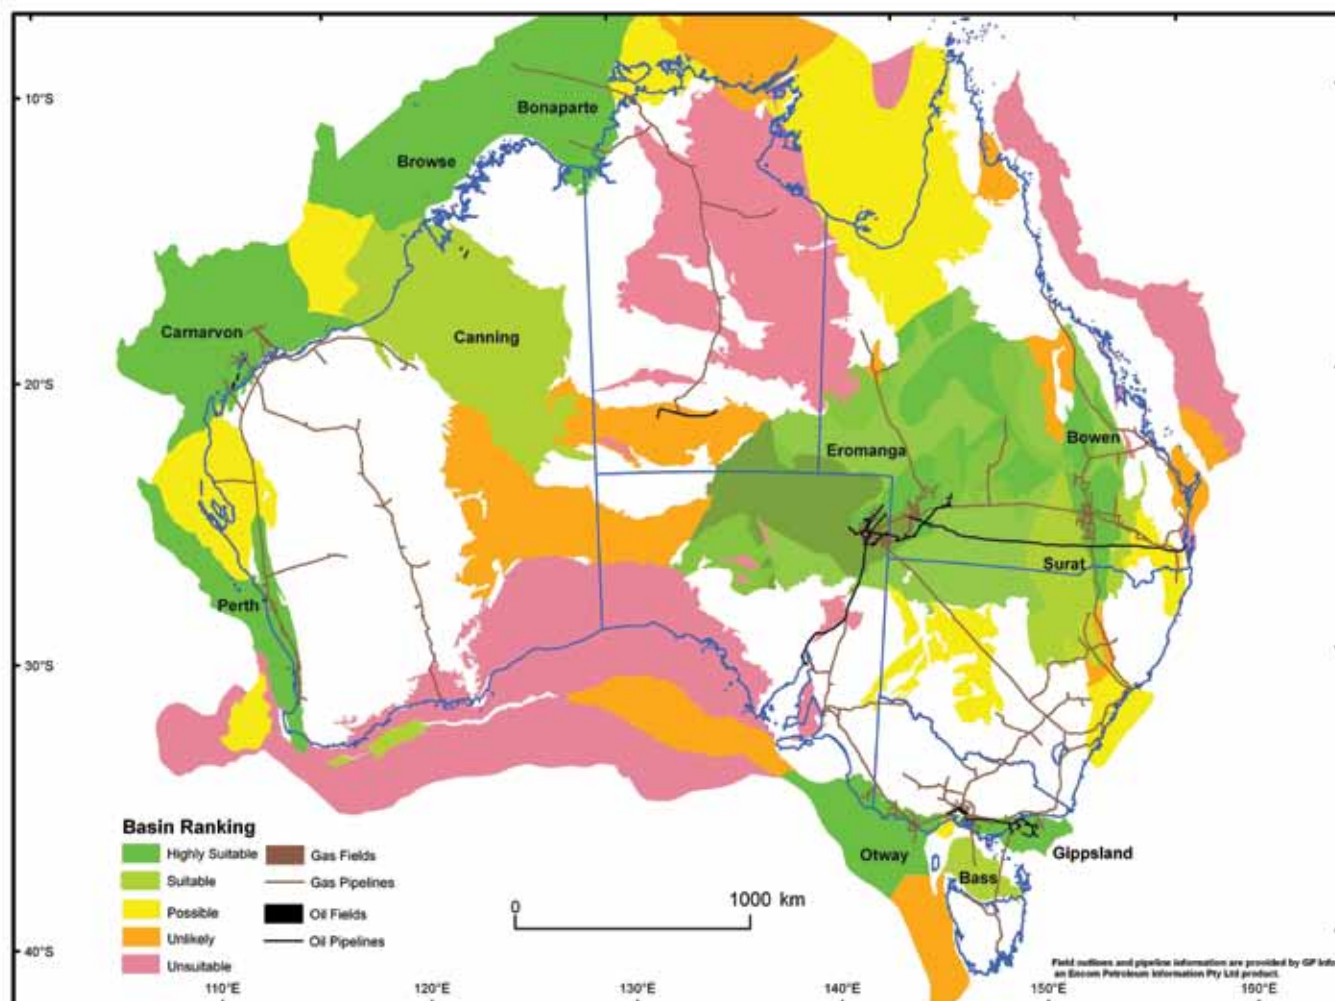 10°S
20°S
30°S
40°S
Bonaparte
Browse
Carnarvon
Canning
Eromanga
Bowen
Surat
Perth
Otway
Gippsland
Bass
Basin Ranking
Highly Suitable
Suitable
Possible
Unlikely
Unsuitable
Gas Fields
Gas Pipelines
Oil Fields
Oil Pipelines
0
1000 km
Field outlines and pipeline information are provided by GP Info
an Encom Petroleum Information Pty Ltd product.
110°E
120°E
130°E
140°E
150°E
160°E